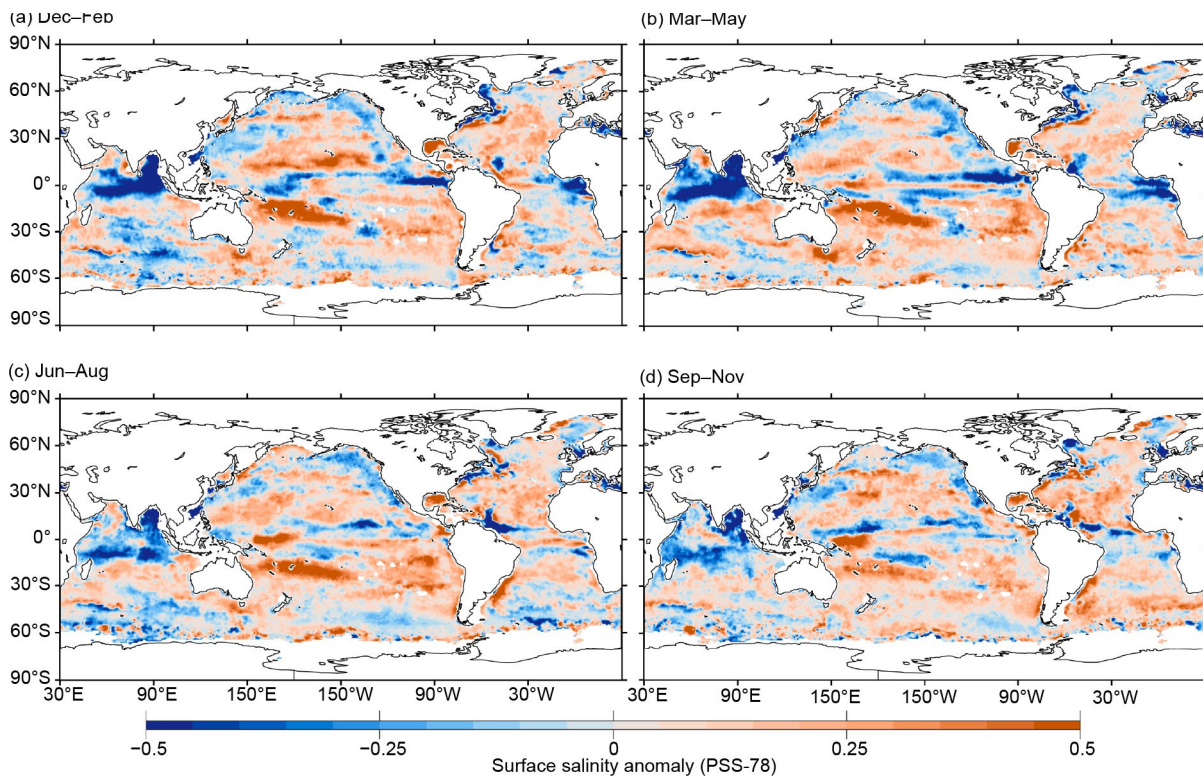 (a) Dec–Feb
(b) Mar–May
90°N
60°N
30°N
0°
30°S
60°S
90°S
(c) Jun–Aug
(d) Sep–Nov
90°N
60°N
30°N
0°
30°S
60°S
90°S
30°E 90°E 150°E 150°W 90°W 30°W 30°E 90°E 150°E 150°W 90°W 30°W
−0.5 −0.25 0 0.25 0.5
Surface salinity anomaly (PSS-78)